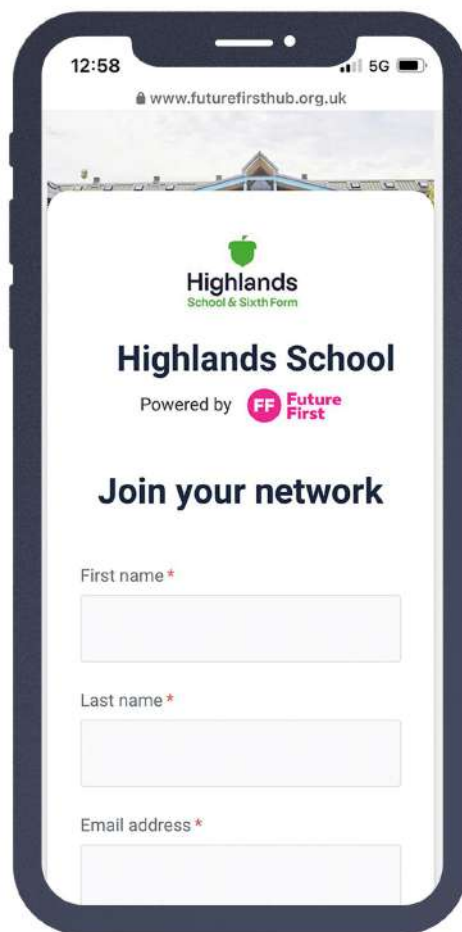 12:58
5G
www.futurefirsthub.org.uk
Highlands
School & Sixth Form
Highlands School
Powered by FF Future
First
Join your network
First name *
Last name *
Email address *